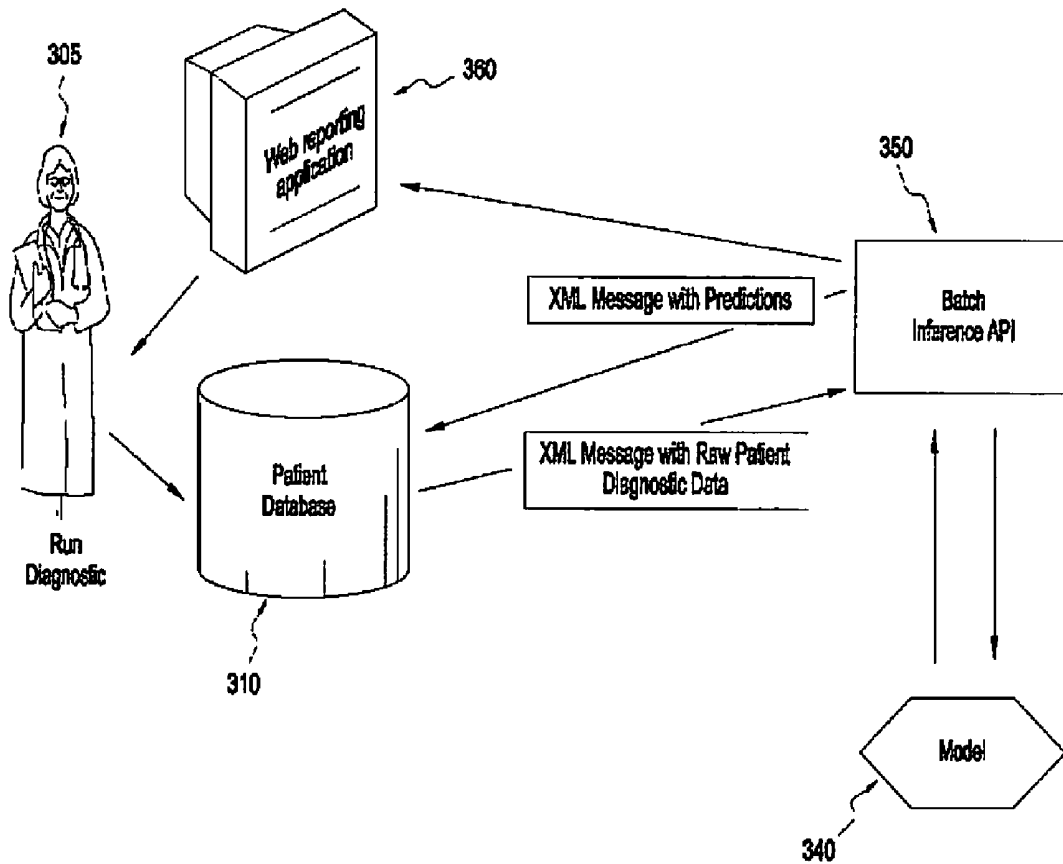 305
360
Web reporting
application
350
XML Message with Predictions
Batch
Inference API
XML Message with Raw Patient
Diagnostic Data
Patient
Database
Run
Diagnostic
310
Model
340